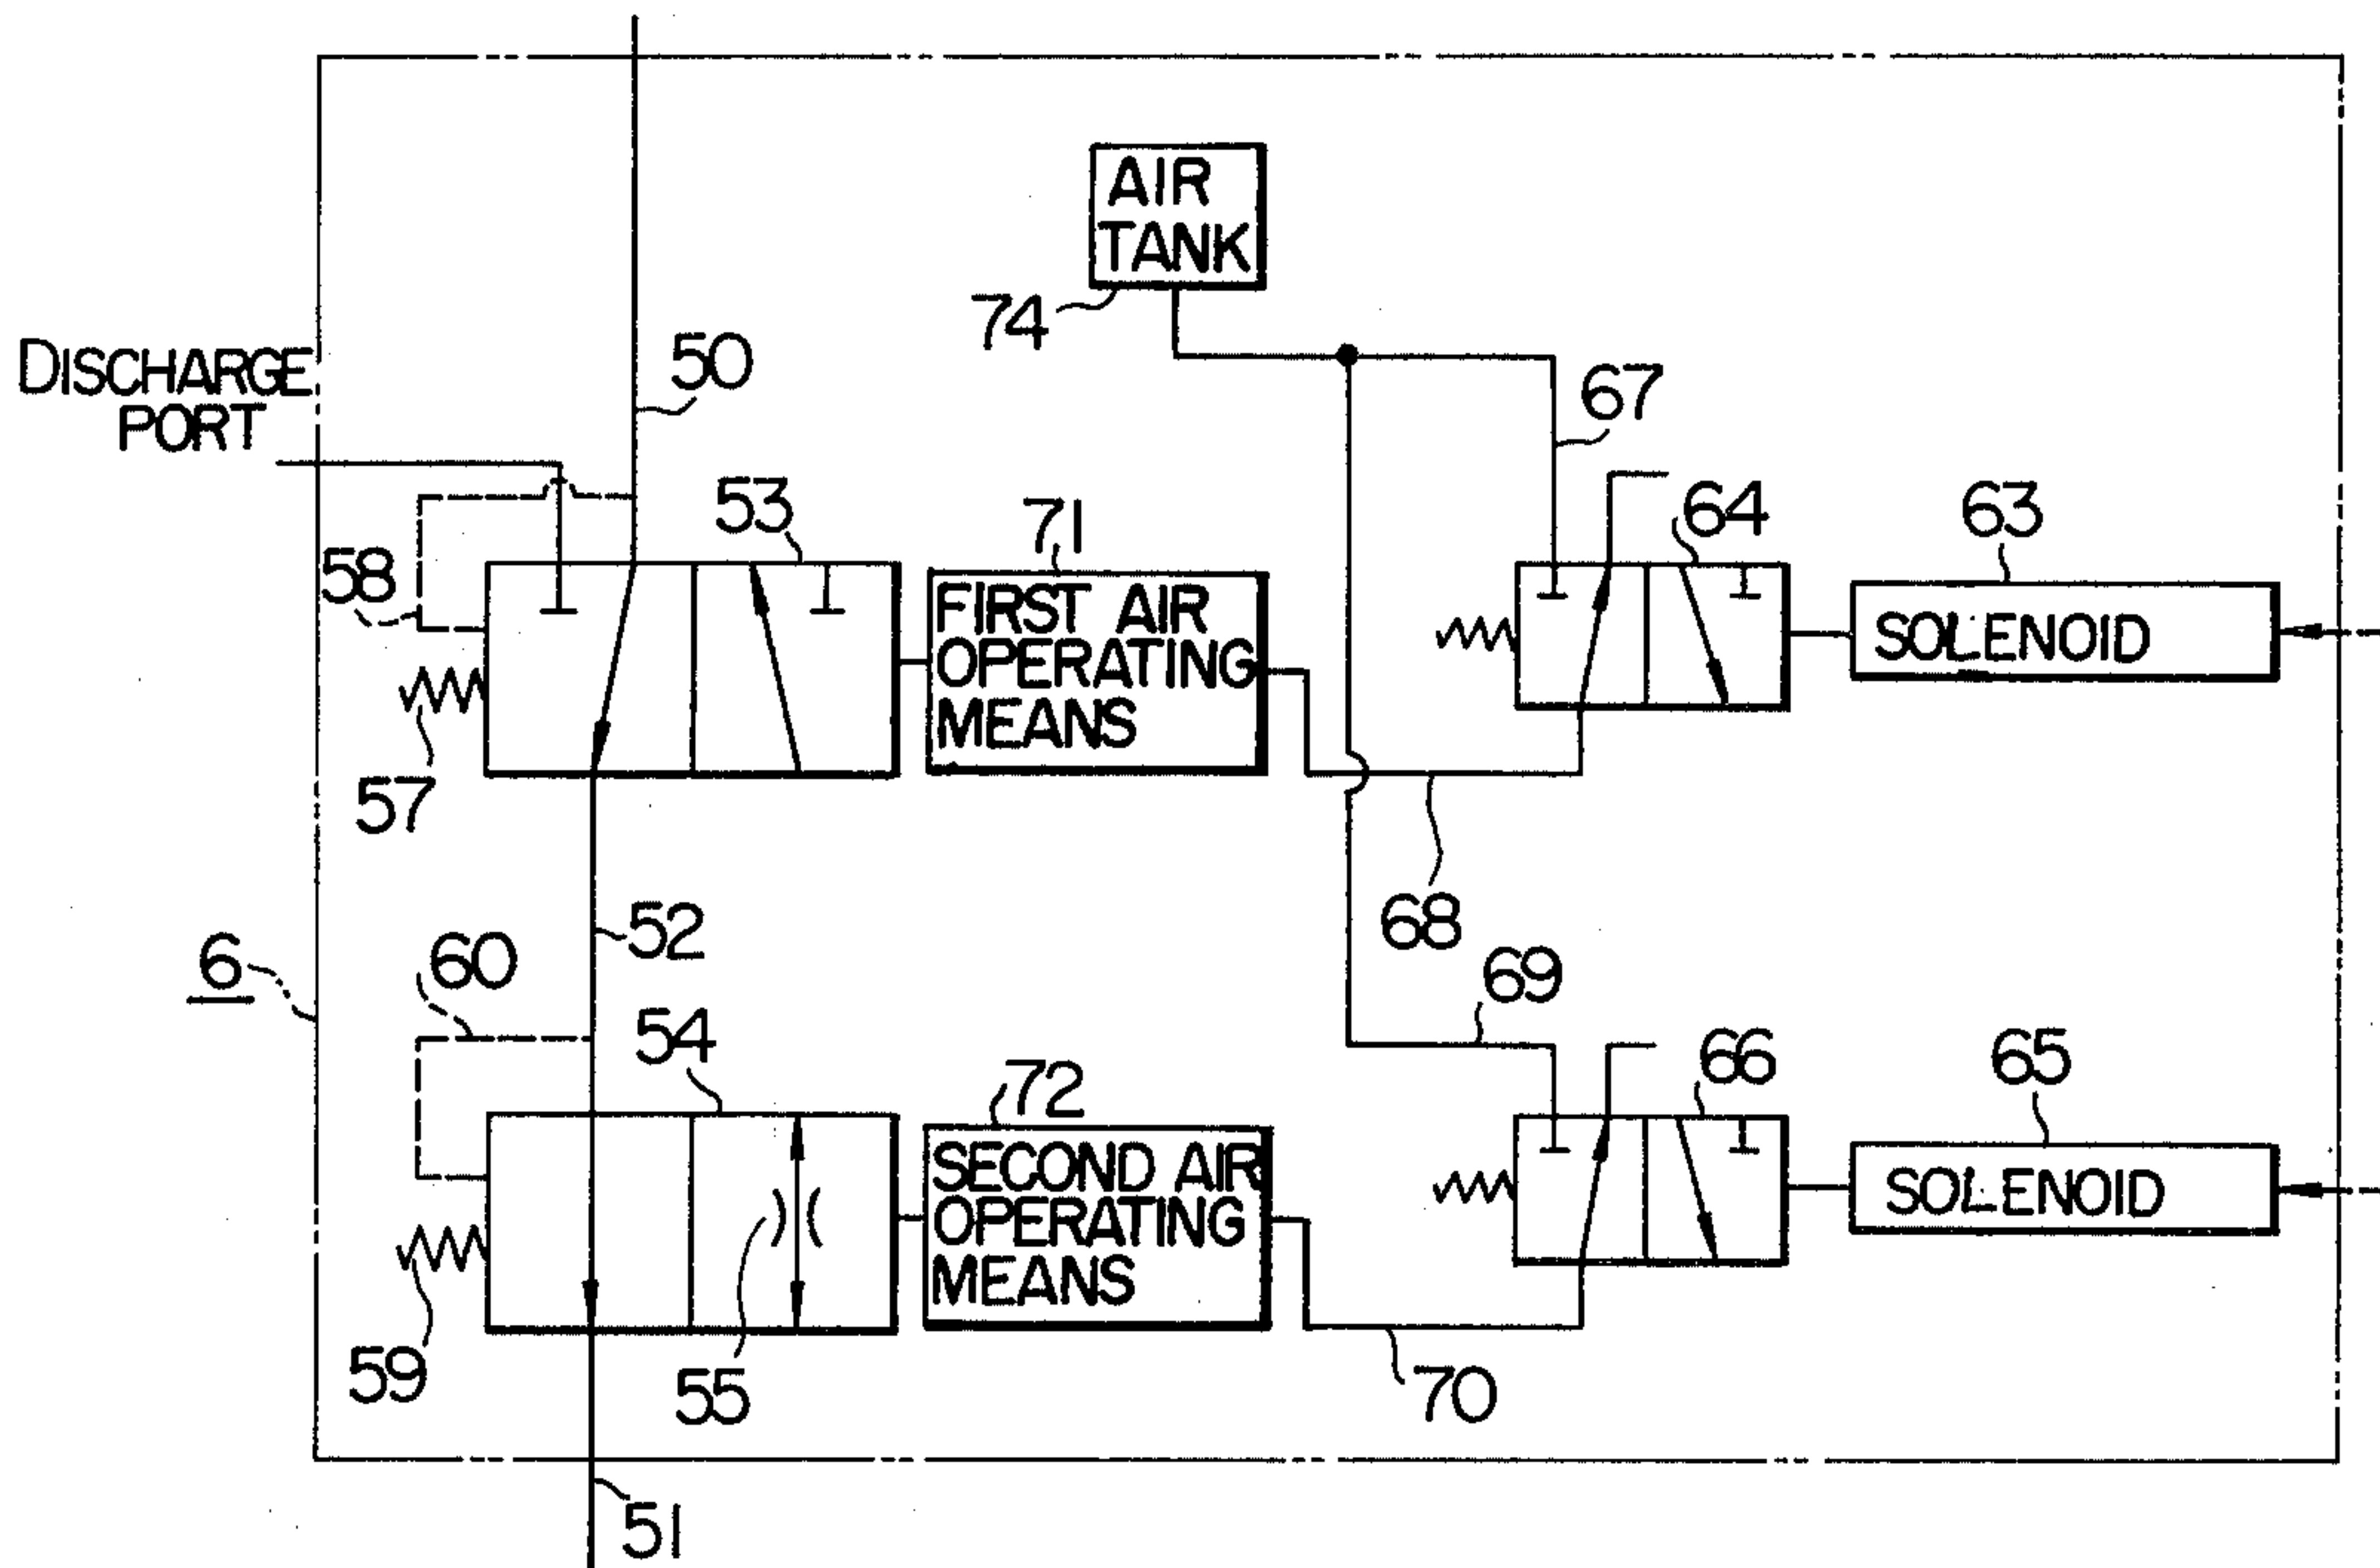 AIR
TANK
74
50
DISCHARGE
PORT
67
53
71
64
63
58
FIRST AIR
OPERATING
MEANS
SOLENOID
57
68
52
60
6
69
54
72
66
65
SECOND AIR
OPERATING
MEANS
SOLENOID
59
55
70
51